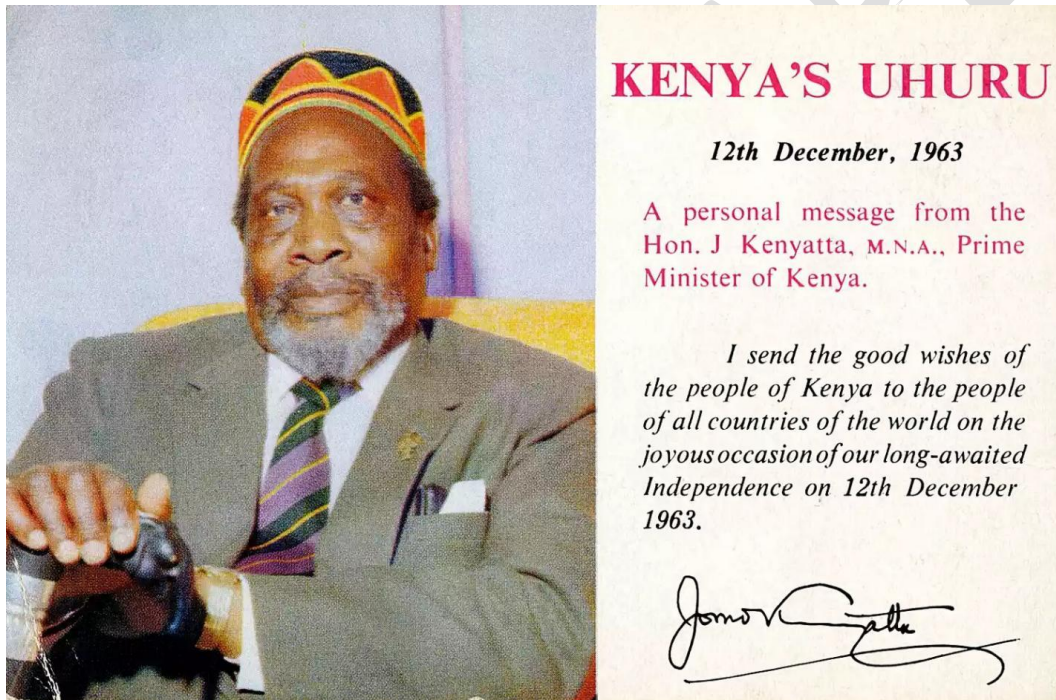 KENYA'S UHURU
12th December, 1963
A personal message from the
Hon. J Kenyatta, M.N.A., Prime
Minister of Kenya.
I send the good wishes of
the people of Kenya to the people
of all countries of the world on the
joyous occasion of our long-awaited
Independence on 12th December
1963.
Jomo Kenyatta